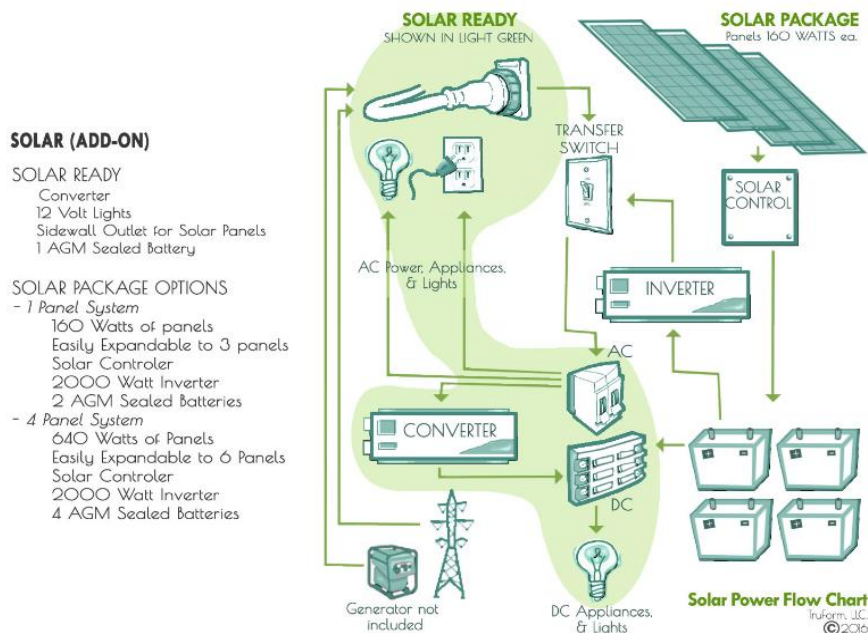 SOLAR (ADD-ON)
SOLAR READY
Converter
12 Volt Lights
Sidewall Outlet for Solar Panels
1 AGM Sealed Battery
SOLAR PACKAGE OPTIONS
- 1 Panel System
160 Watts of panels
Easily Expandable to 3 panels
Solar Controler
2000 Watt Inverter
2 AGM Sealed Batteries
- 4 Panel System
640 Watts of Panels
Easily Expandable to 6 Panels
Solar Controler
2000 Watt Inverter
4 AGM Sealed Batteries
SOLAR READY
SHOWN IN LIGHT GREEN
SOLAR PACKAGE
Panels 160 WATTS ea.
TRANSFER
SWITCH
SOLAR
CONTROL
AC Power, Appliances,
& Lights
INVERTER
AC
CONVERTER
DC
Generator not
included
DC Appliances,
& Lights
Solar Power Flow Chart
TruForm, LLC